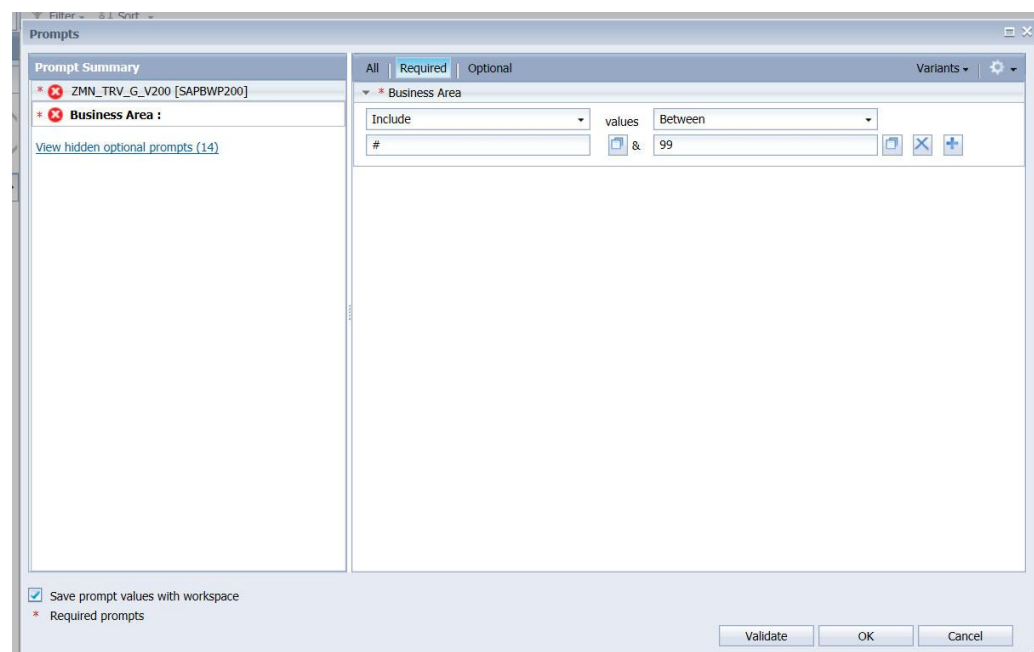 Filter Sort
Prompts
Prompt Summary
All | Required | Optional
Variants
* ZMN_TRV_G_V200 [SAPBWP200]
* Business Area
* Business Area :
Include values Between
View hidden optional prompts (14)
# & 99
Save prompt values with workspace
* Required prompts
Validate OK Cancel